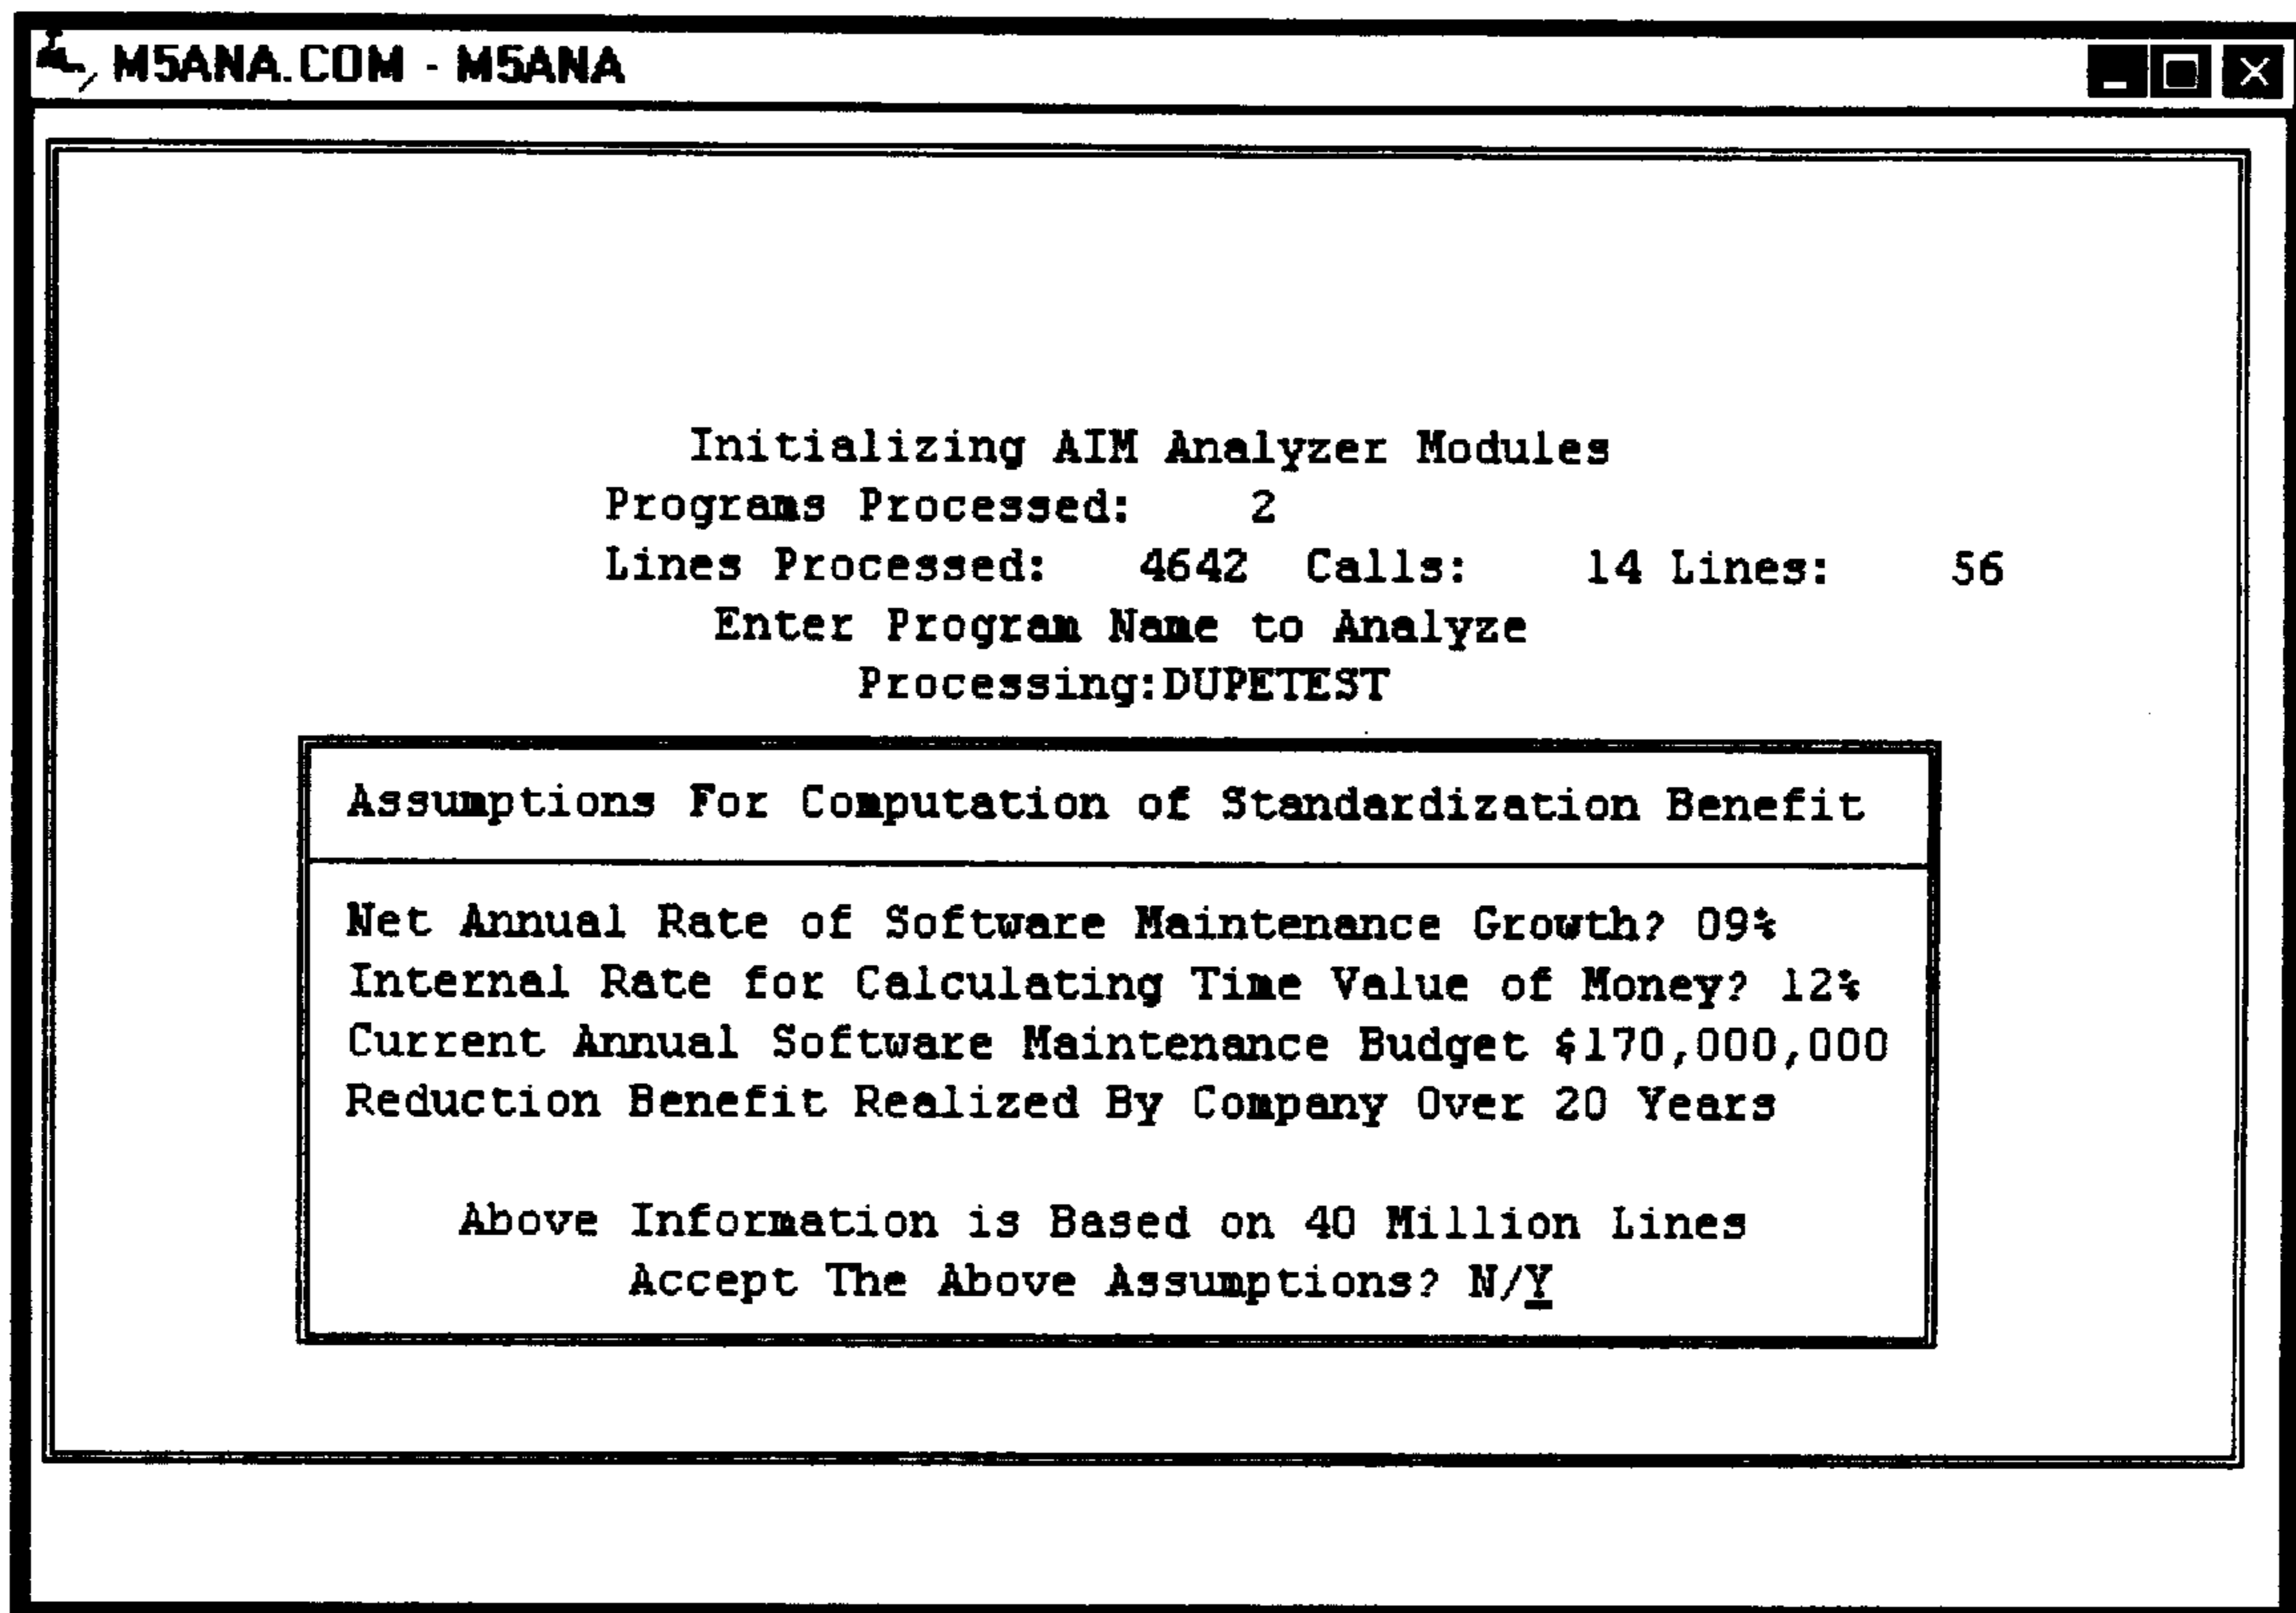 M5ANA.COM - M5ANA
Initializing AIM Analyzer Modules
Programs Processed: 2
Lines Processed: 4642 Calls: 14 Lines: 56
Enter Program Name to Analyze
Processing:DUPETEST
Assumptions For Computation of Standardization Benefit
Net Annual Rate of Software Maintenance Growth? 09%
Internal Rate for Calculating Time Value of Money? 12%
Current Annual Software Maintenance Budget $170,000,000
Reduction Benefit Realized By Company Over 20 Years
Above Information is Based on 40 Million Lines
Accept The Above Assumptions? N/Y